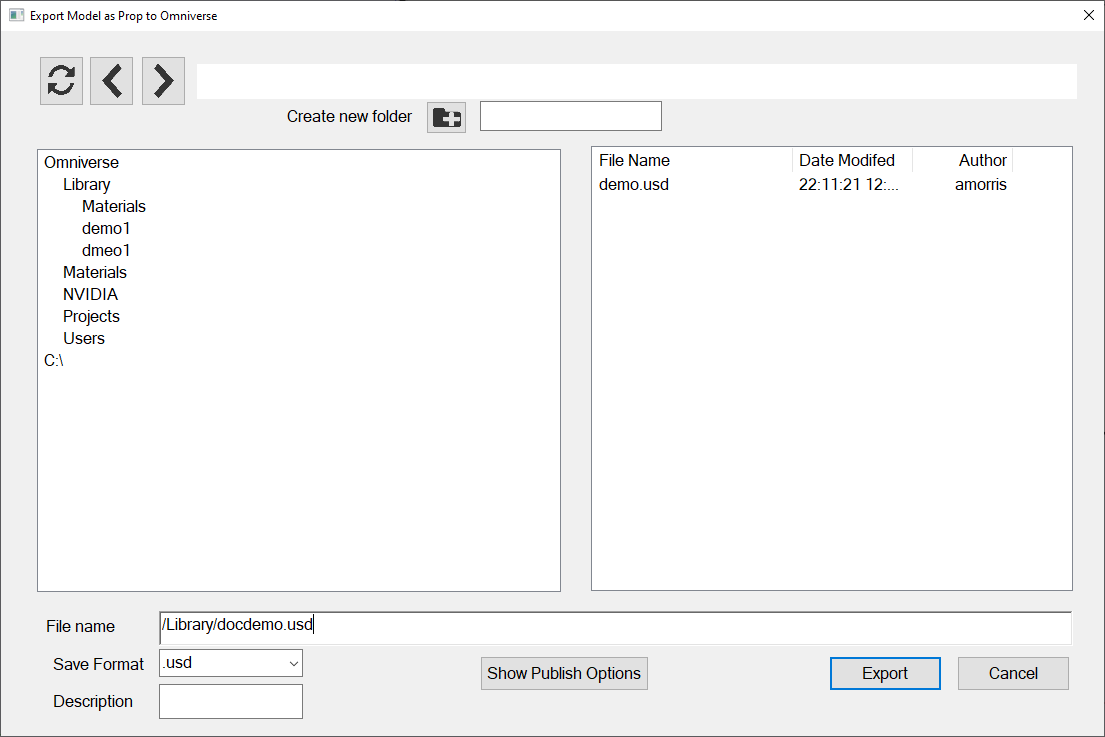 Export Model as Prop to Omniverse
Create new folder
Omniverse
Library
Materials
demo1
dmeo1
Materials
NVIDIA
Projects
Users
C:\
File Name Date Modifed Author
demo.usd 22:11:21 12:... amorris
File name /Library/docdemo.usd
Save Format .usd
Show Publish Options Export Cancel
Description